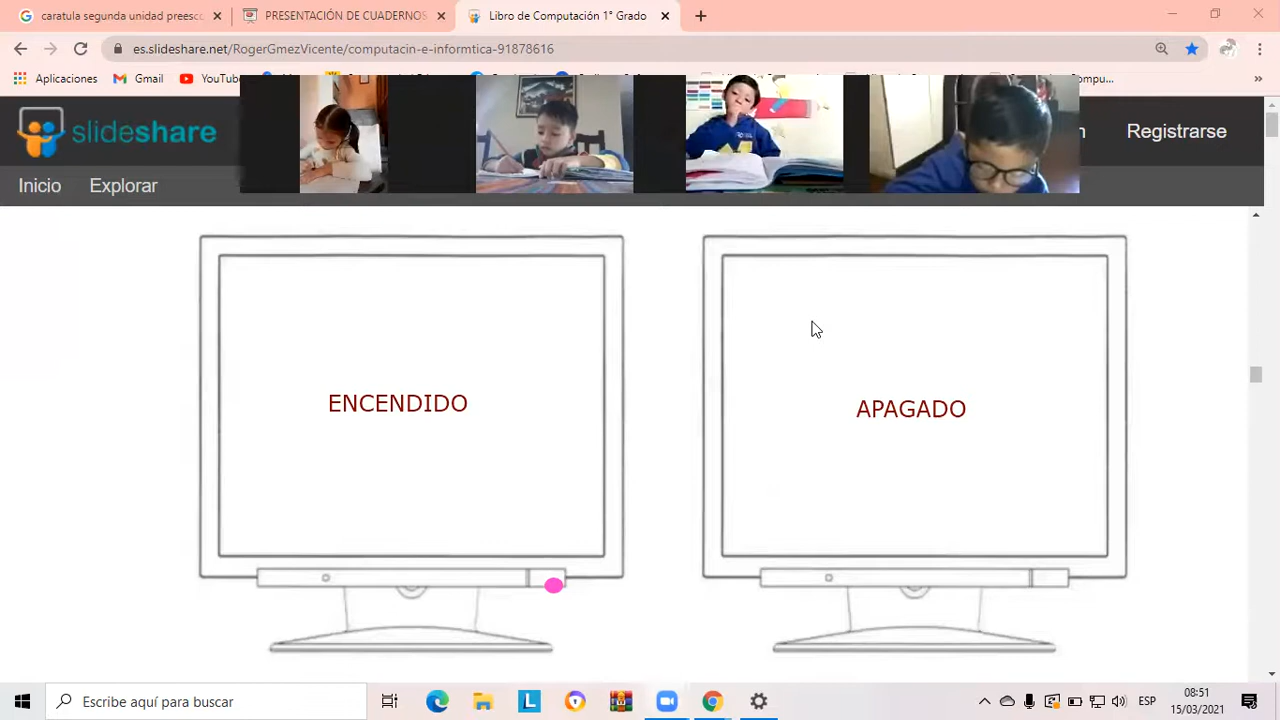 caratula segunda unidad preesco
PRESENTACIÓN DE CUADERNOS
Libro de Computación 1° Grado
es.slideshare.net/RogerGmezVicente/computacin-e-informtica-91878616
Aplicaciones
Gmail
YouTube
slideshare
Registrarse
Inicio
Explorar
ENCENDIDO
APAGADO
Escribe aquí para buscar
L
ESP
08:51
15/03/2021